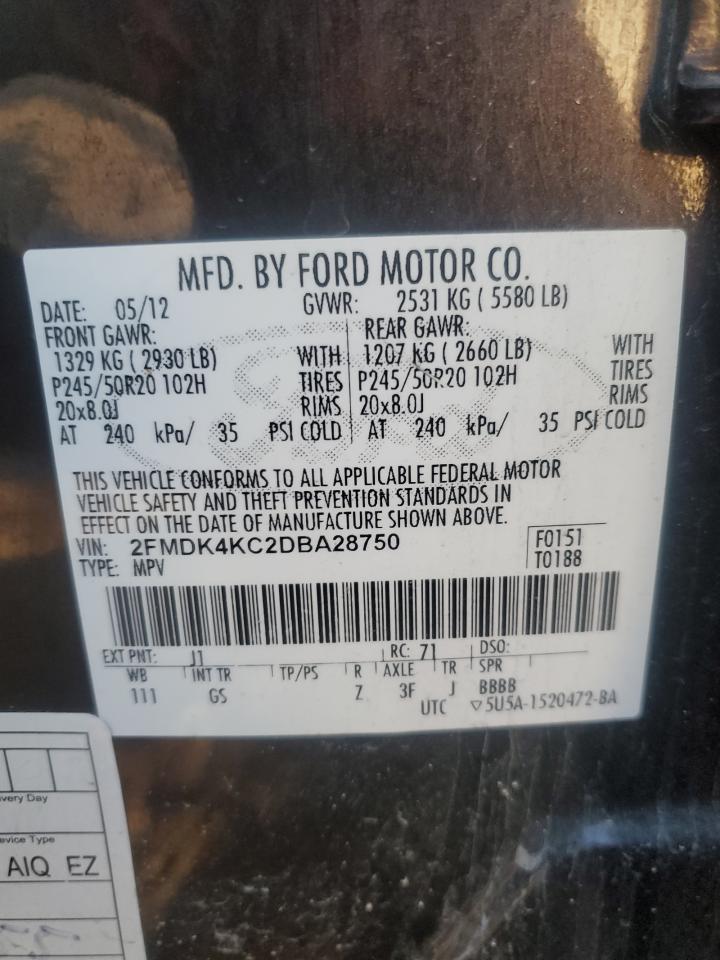 MFD. BY FORD MOTOR CO.
DATE: 05/12 GVWR: 2531 KG ( 5580 LB)
FRONT GAWR: REAR GAWR:
1329 KG ( 2930 LB) WITH 1207 KG ( 2660 LB) WITH
P245/50R20 102H TIRES P245/50R20 102H TIRES
20x8.0J RIMS 20x8.0J RIMS
AT 240 kPa/ 35 PSI COLD AT 240 kPa/ 35 PSI COLD
THIS VEHICLE CONFORMS TO ALL APPLICABLE FEDERAL MOTOR
VEHICLE SAFETY AND THEFT PREVENTION STANDARDS IN
EFFECT ON THE DATE OF MANUFACTURE SHOWN ABOVE.
VIN: 2FMDK4KC2DBA28750 F0151
TYPE: MPV T0188
EXT PNT: J1 RC: 71 DSO:
WB INT TR TP/PS R AXLE TR SPR
111 GS Z 3F J BBBB
UTC ▽5U5A-1520472-BA
very Day
evice Type
AIQ EZ